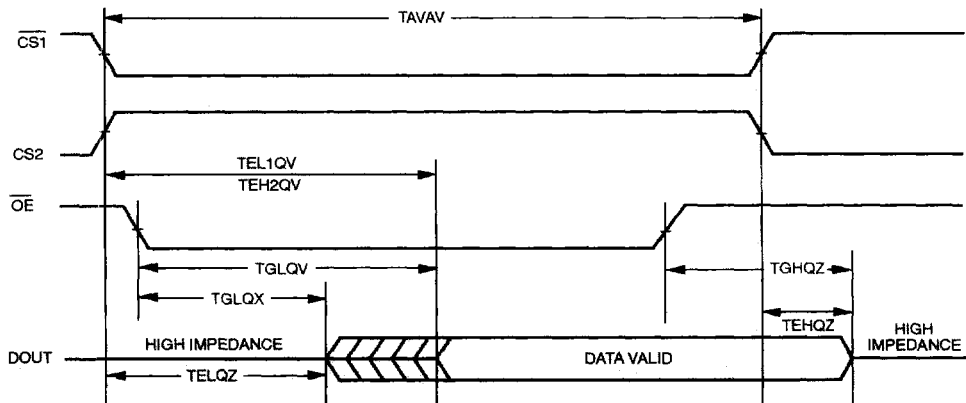 TAVAV
CS1
CS2
TEL1QV
TEH2QV
OE
TGLQV
TGHQZ
TGLQX
TEHQZ
HIGH IMPEDANCE
HIGH
IMPEDANCE
DOUT
DATA VALID
TELQZ